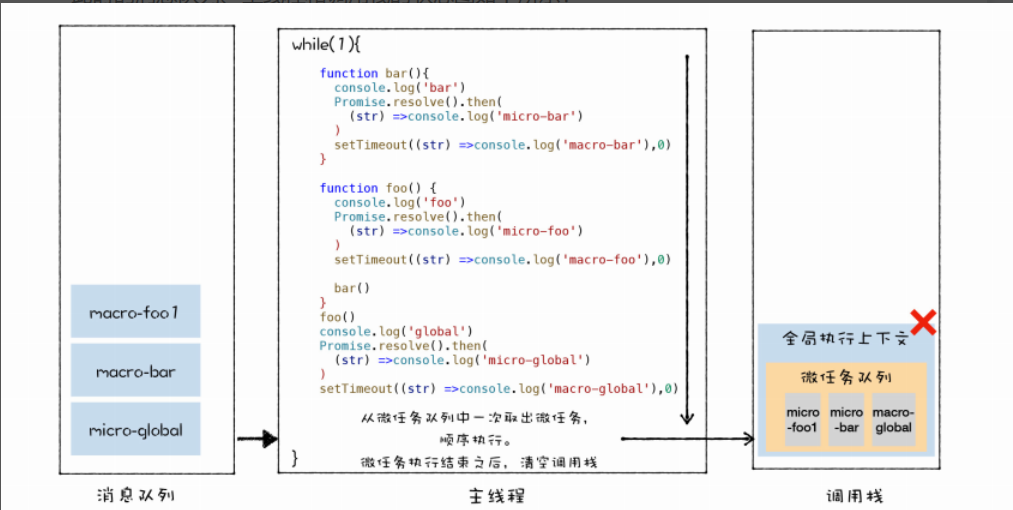 macro-foo1
macro-bar
micro-global
消息队列
while(1){
function bar(){
console.log('bar')
Promise.resolve().then(
(str) =>console.log('micro-bar')
)
setTimeout((str) =>console.log('macro-bar'),0)
}
function foo() {
console.log('foo')
Promise.resolve().then(
(str) =>console.log('micro-foo')
)
setTimeout((str) =>console.log('macro-foo'),0)
bar()
}
foo()
console.log('global')
Promise.resolve().then(
(str) =>console.log('micro-global')
)
setTimeout((str) =>console.log('macro-global'),0)
从微任务队列中一次取出微任务，
顺序执行。
微任务执行结束之后，清空调用栈
}
主线程
全局执行上下文
微任务队列
micro
-foo1
micro
-bar
macro-
global
调用栈